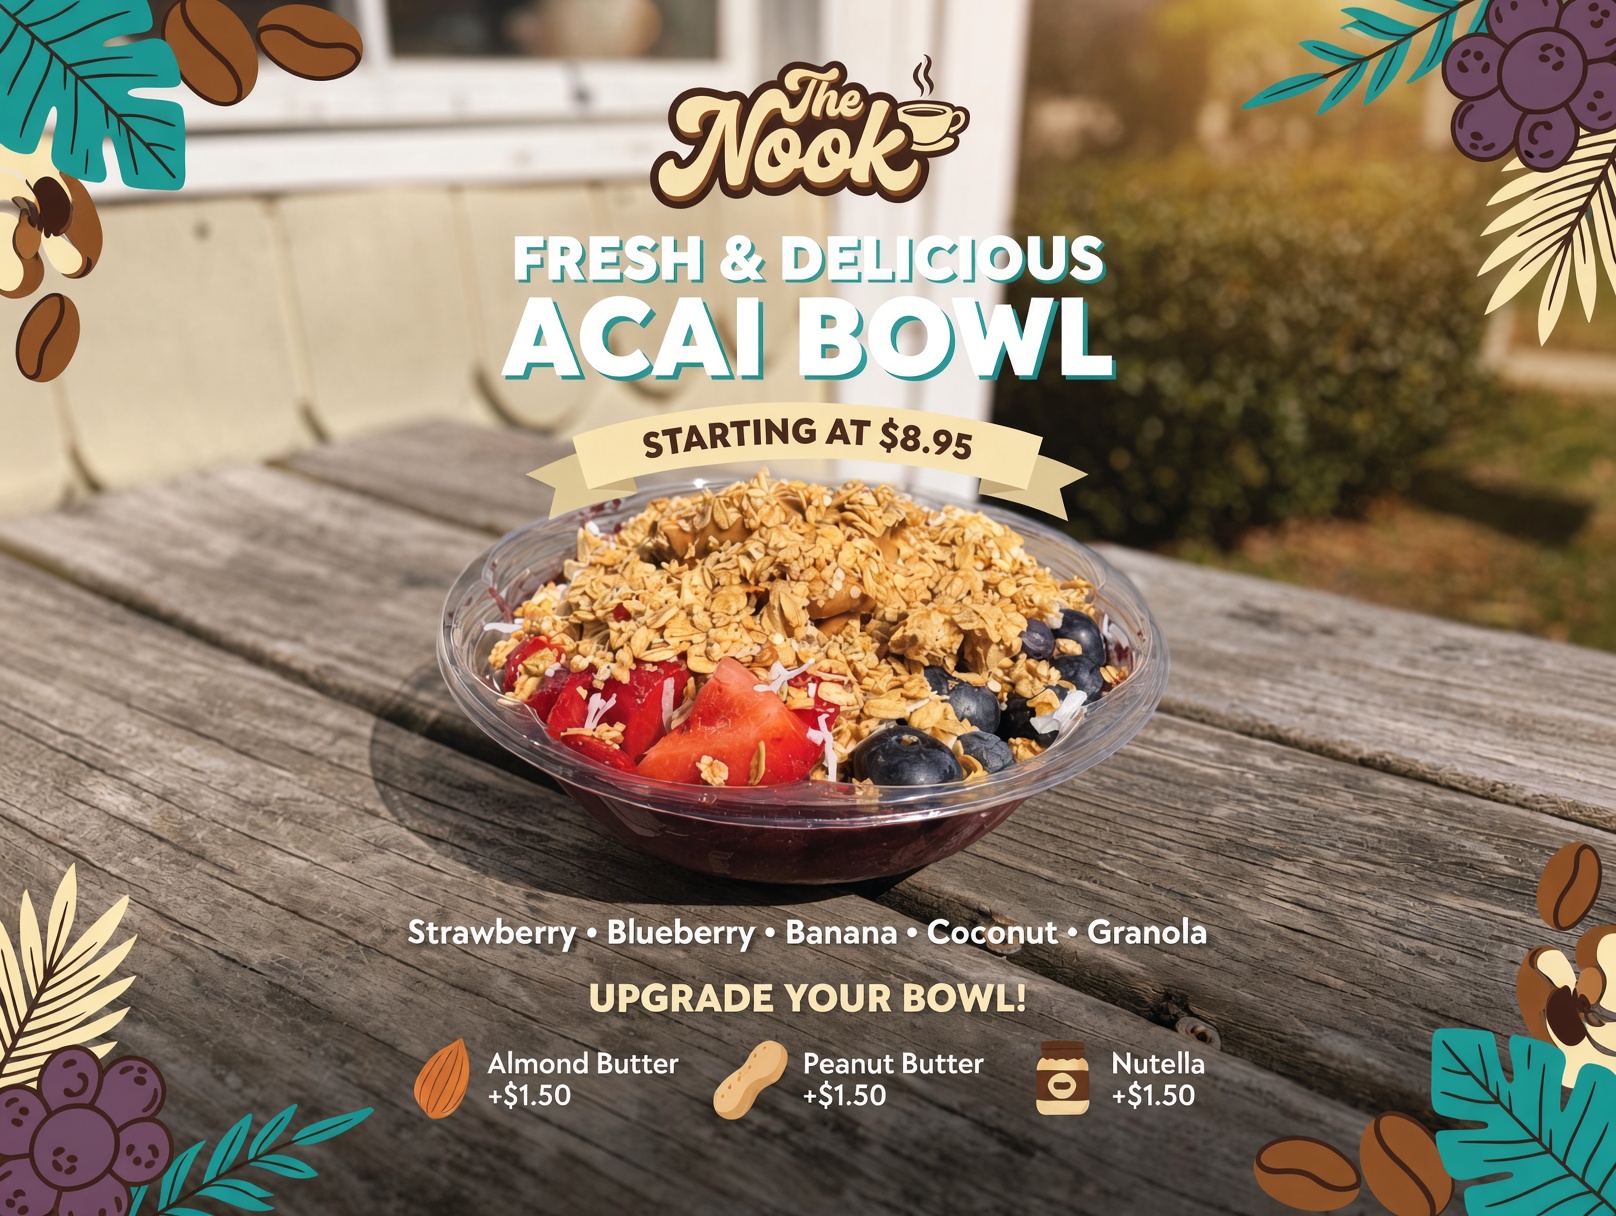 The
Nook
FRESH & DELICIOUS
ACAI BOWL
STARTING AT $8.95
Strawberry • Blueberry • Banana • Coconut • Granola
UPGRADE YOUR BOWL!
Almond Butter
+$1.50
Peanut Butter
+$1.50
Nutella
+$1.50